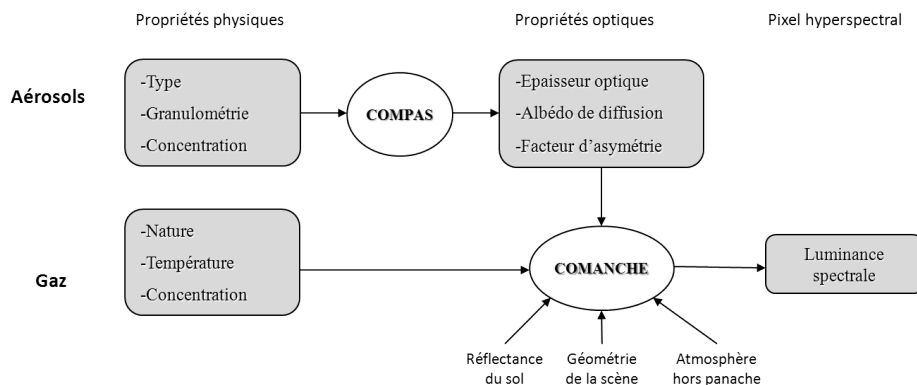 Propriétés physiques
Propriétés optiques
Pixel hyperspectral
Aérosols
-Type
-Granulométrie
-Concentration
COMPAS
-Epaisseur optique
-Albédo de diffusion
-Facteur d'asymétrie
Gaz
-Nature
-Température
-Concentration
COMANCHE
Luminance
spectrale
Réflectance
du sol
Géométrie
de la scène
Atmosphère
hors panache